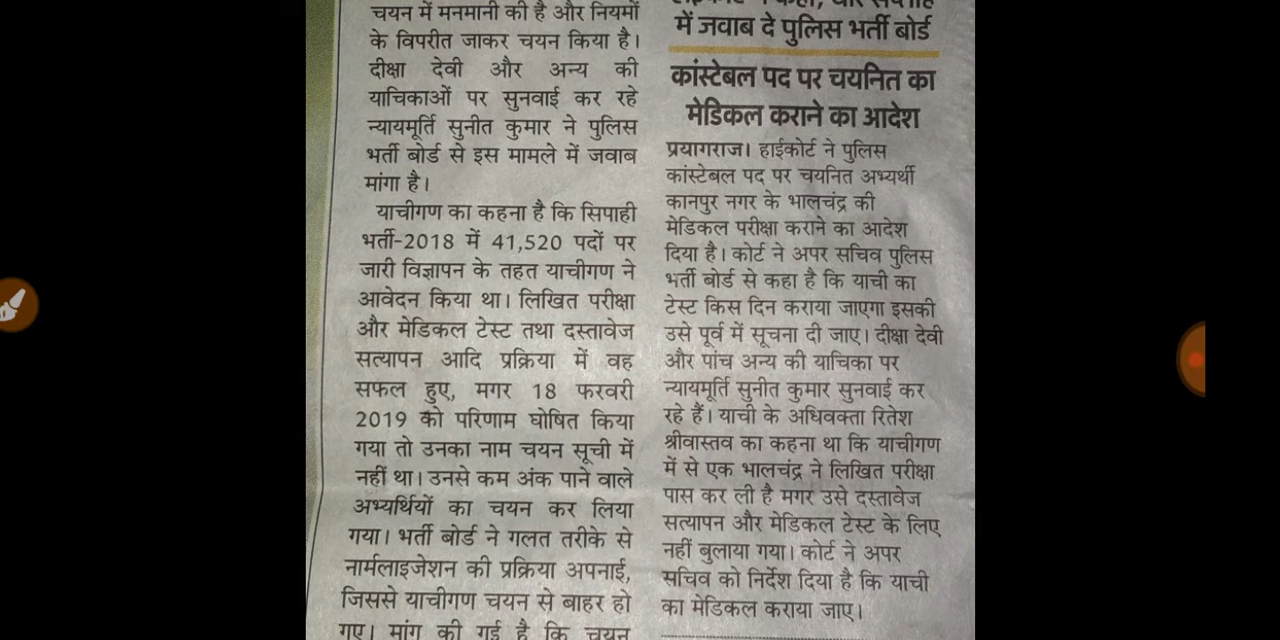 चयन में मनमानी की है और नियमों
के विपरीत जाकर चयन किया है।
दीक्षा देवी और अन्य की
याचिकाओं पर सुनवाई कर रहे
न्यायमूर्ति सुनीत कुमार ने पुलिस
भर्ती बोर्ड से इस मामले में जवाब
मांगा है।
याचीगण का कहना है कि सिपाही
भर्ती-2018 में 41,520 पदों पर
जारी विज्ञापन के तहत याचीगण ने
आवेदन किया था। लिखित परीक्षा
और मेडिकल टेस्ट तथा दस्तावेज
सत्यापन आदि प्रक्रिया में वह
सफल हुए, मगर 18 फरवरी
2019 को परिणाम घोषित किया
गया तो उनका नाम चयन सूची में
नहीं था। उनसे कम अंक पाने वाले
अभ्यर्थियों का चयन कर लिया
गया। भर्ती बोर्ड ने गलत तरीके से
नार्मलाइजेशन की प्रक्रिया अपनाई,
जिससे याचीगण चयन से बाहर हो
गए। मांग की गई है कि चयन
में जवाब दे पुलिस भर्ती बोर्ड
कांस्टेबल पद पर चयनित का
मेडिकल कराने का आदेश
प्रयागराज। हाईकोर्ट ने पुलिस
कांस्टेबल पद पर चयनित अभ्यर्थी
कानपुर नगर के भालचंद्र की
मेडिकल परीक्षा कराने का आदेश
दिया है। कोर्ट ने अपर सचिव पुलिस
भर्ती बोर्ड से कहा है कि याची का
टेस्ट किस दिन कराया जाएगा इसकी
उसे पूर्व में सूचना दी जाए। दीक्षा देवी
और पांच अन्य की याचिका पर
न्यायमूर्ति सुनीत कुमार सुनवाई कर
रहे हैं। याची के अधिवक्ता रितेश
श्रीवास्तव का कहना था कि याचीगण
में से एक भालचंद्र ने लिखित परीक्षा
पास कर ली है मगर उसे दस्तावेज
सत्यापन और मेडिकल टेस्ट के लिए
नहीं बुलाया गया। कोर्ट ने अपर
सचिव को निर्देश दिया है कि याची
का मेडिकल कराया जाए।